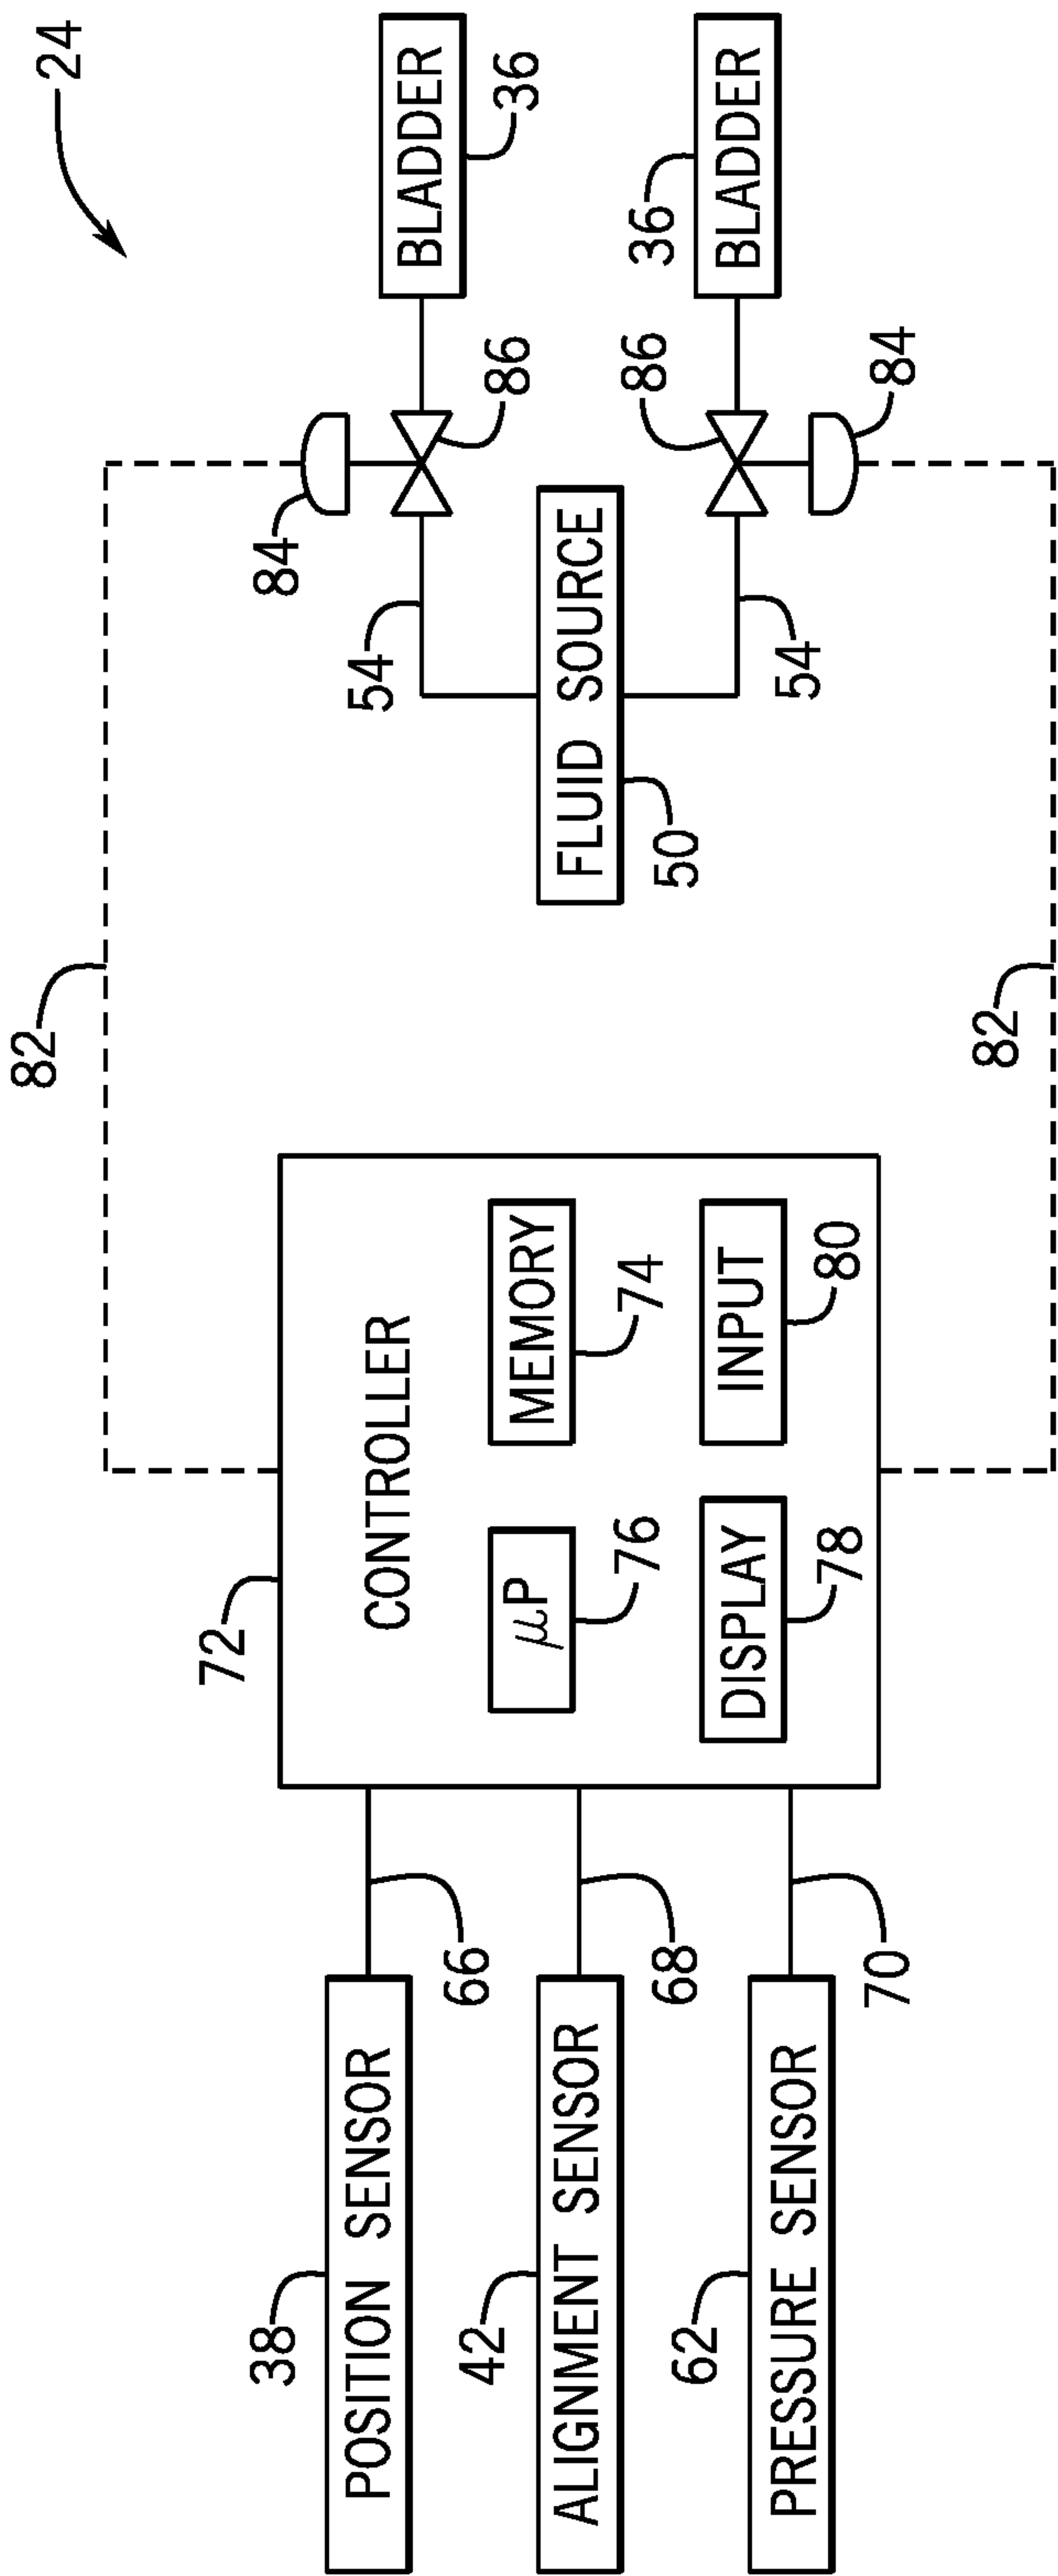 24
82
84
86
BLADDER
36
54
72
CONTROLLER
38
POSITION SENSOR
66
μP
76
MEMORY
74
FLUID SOURCE
50
42
ALIGNMENT SENSOR
68
86
36
BLADDER
54
84
DISPLAY
78
INPUT
80
62
PRESSURE SENSOR
70
82